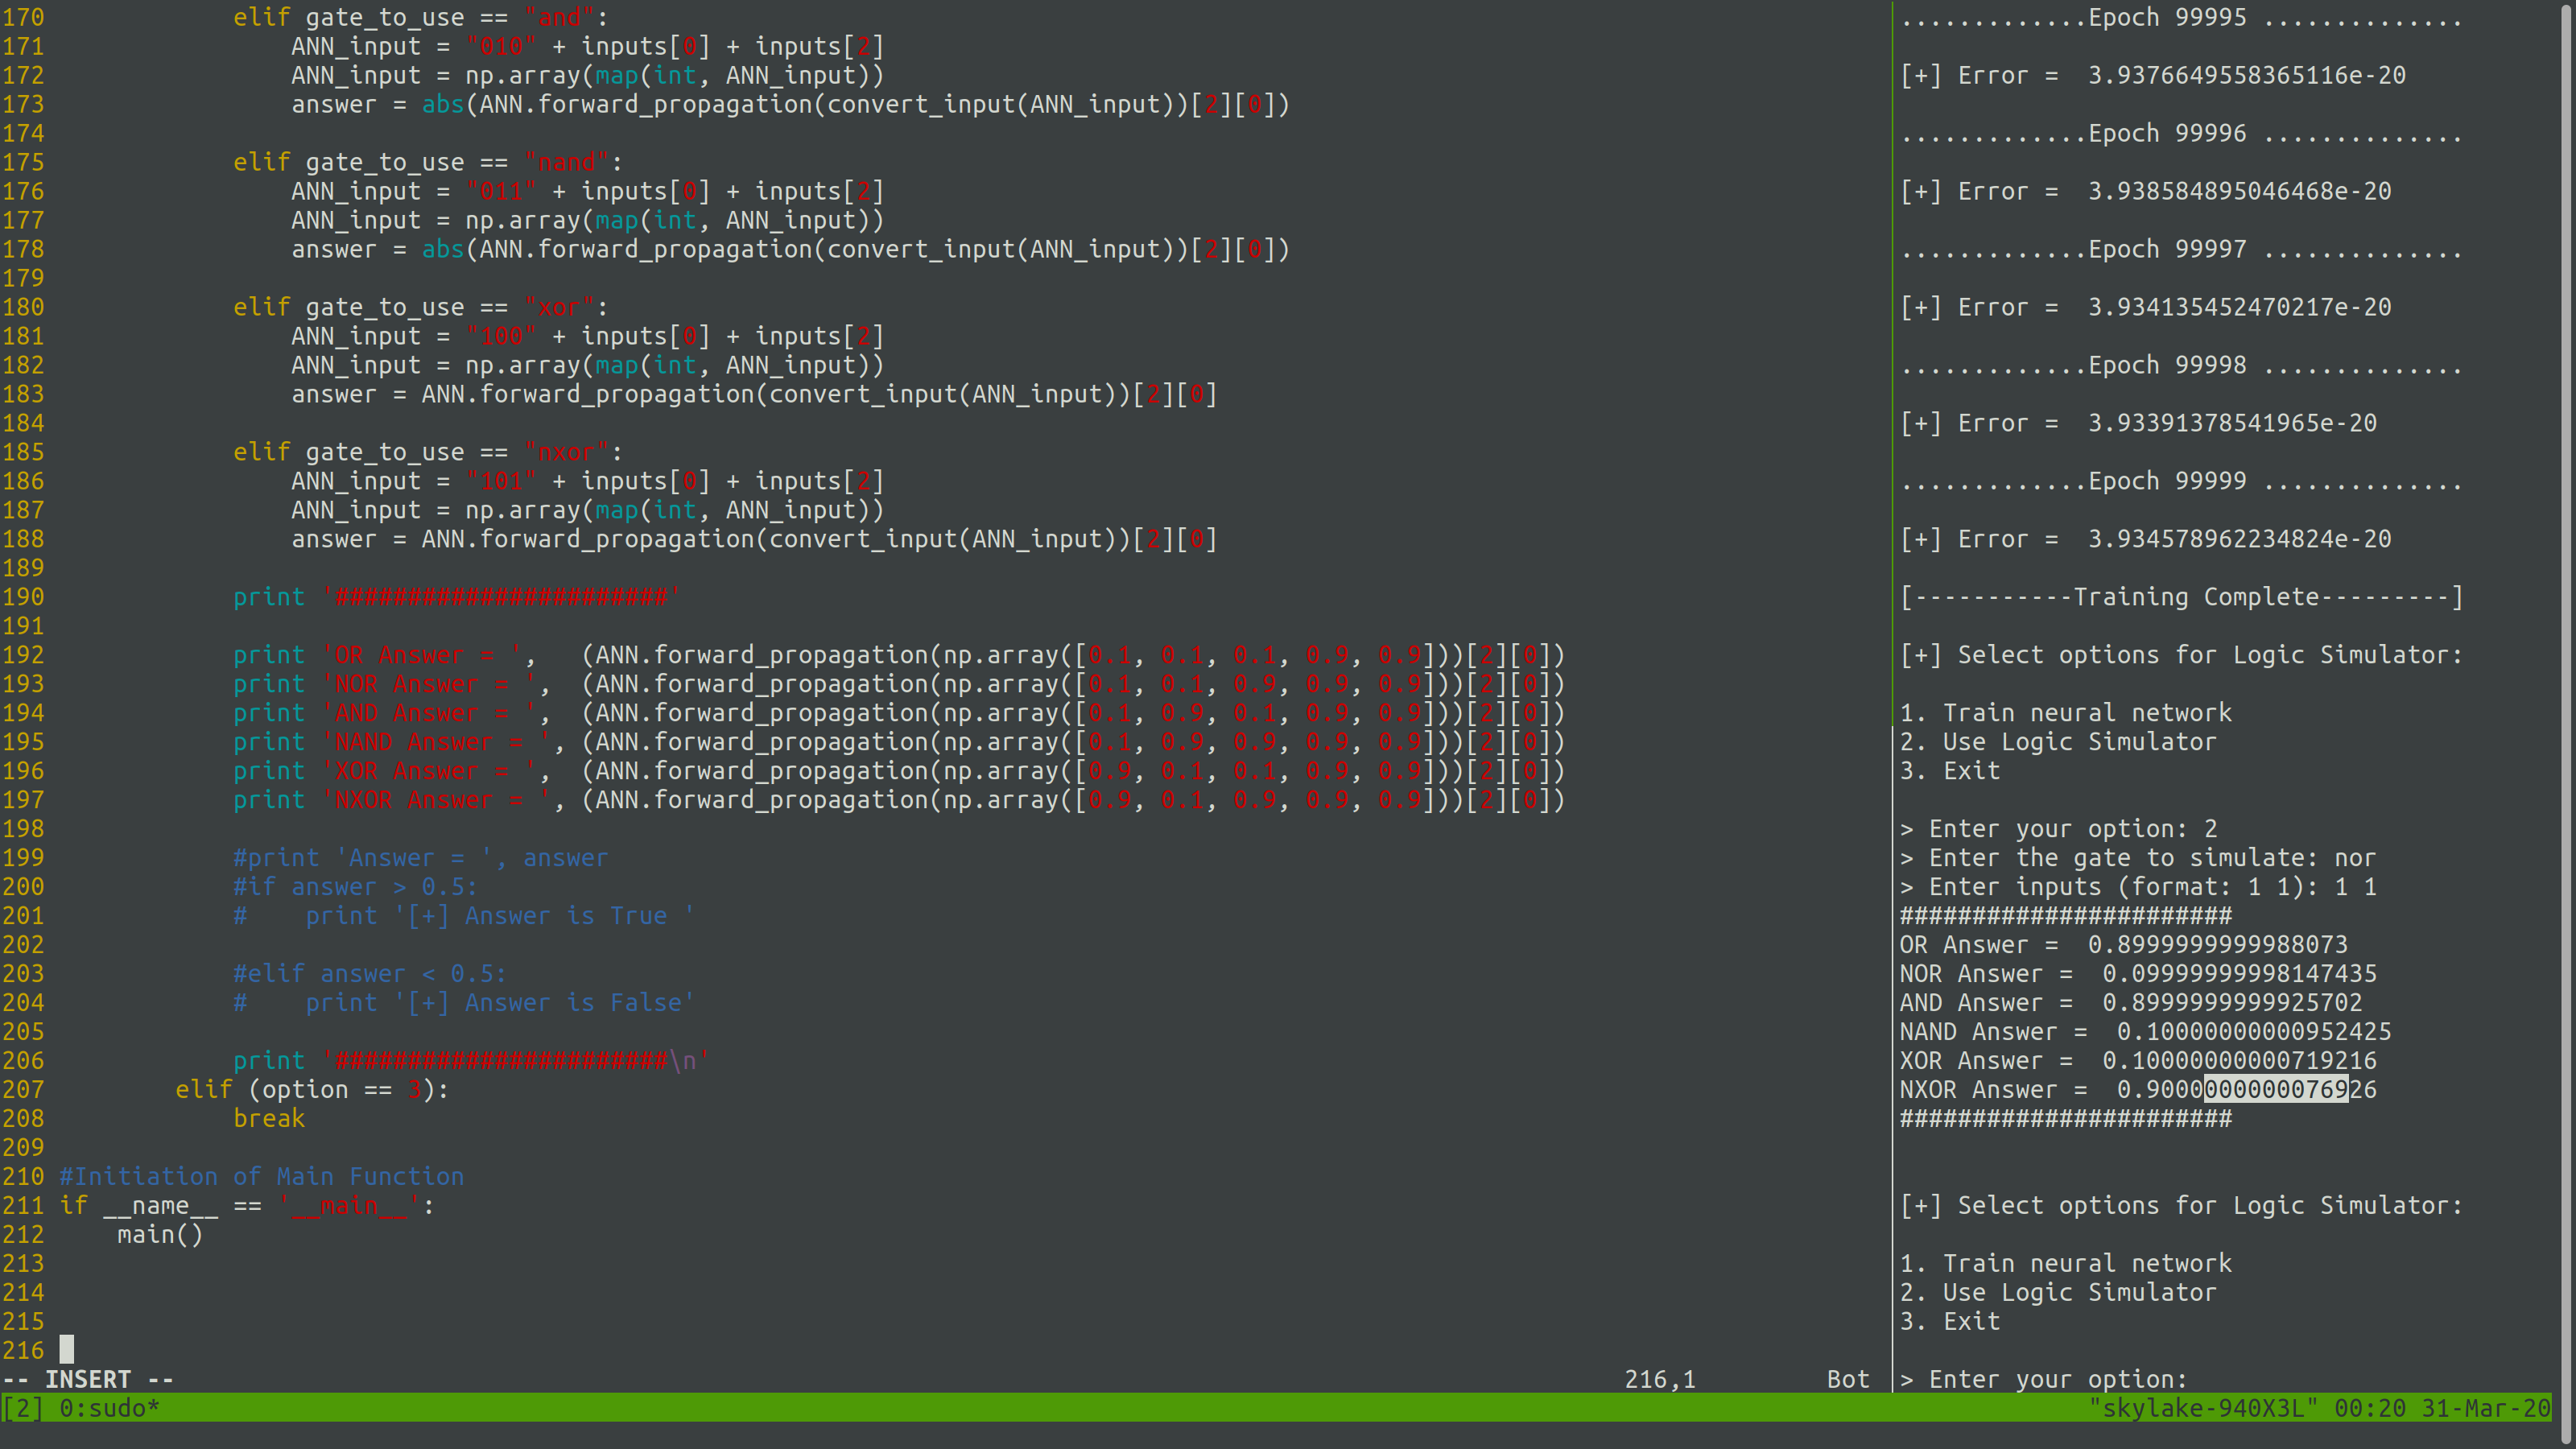 170             elif gate_to_use == "and":
171                 ANN_input = "010" + inputs[0] + inputs[2]
172                 ANN_input = np.array(map(int, ANN_input))
173                 answer = abs(ANN.forward_propagation(convert_input(ANN_input))[2][0])
174
175             elif gate_to_use == "nand":
176                 ANN_input = "011" + inputs[0] + inputs[2]
177                 ANN_input = np.array(map(int, ANN_input))
178                 answer = abs(ANN.forward_propagation(convert_input(ANN_input))[2][0])
179
180             elif gate_to_use == "xor":
181                 ANN_input = "100" + inputs[0] + inputs[2]
182                 ANN_input = np.array(map(int, ANN_input))
183                 answer = ANN.forward_propagation(convert_input(ANN_input))[2][0]
184
185             elif gate_to_use == "nxor":
186                 ANN_input = "101" + inputs[0] + inputs[2]
187                 ANN_input = np.array(map(int, ANN_input))
188                 answer = ANN.forward_propagation(convert_input(ANN_input))[2][0]
189
190             print '#######################'
191
192             print 'OR Answer = ',   (ANN.forward_propagation(np.array([0.1, 0.1, 0.1, 0.9, 0.9]))[2][0])
193             print 'NOR Answer = ',  (ANN.forward_propagation(np.array([0.1, 0.1, 0.9, 0.9, 0.9]))[2][0])
194             print 'AND Answer = ',  (ANN.forward_propagation(np.array([0.1, 0.9, 0.1, 0.9, 0.9]))[2][0])
195             print 'NAND Answer = ', (ANN.forward_propagation(np.array([0.1, 0.9, 0.9, 0.9, 0.9]))[2][0])
196             print 'XOR Answer = ',  (ANN.forward_propagation(np.array([0.9, 0.1, 0.1, 0.9, 0.9]))[2][0])
197             print 'NXOR Answer = ', (ANN.forward_propagation(np.array([0.9, 0.1, 0.9, 0.9, 0.9]))[2][0])
198
199             #print 'Answer = ', answer
200             #if answer > 0.5:
201             #    print '[+] Answer is True '
202
203             #elif answer < 0.5:
204             #    print '[+] Answer is False'
205
206             print '#######################\n'
207         elif (option == 3):
208             break
209
210 #Initiation of Main Function
211 if __name__ == '__main__':
212     main()
213
214
215
216
-- INSERT --                                                        216,1         Bot
.............Epoch 99995 ..............
[+] Error =  3.9376649558365116e-20
.............Epoch 99996 ..............
[+] Error =  3.938584895046468e-20
.............Epoch 99997 ..............
[+] Error =  3.934135452470217e-20
.............Epoch 99998 ..............
[+] Error =  3.93391378541965e-20
.............Epoch 99999 ..............
[+] Error =  3.934578962234824e-20
[-----------Training Complete---------]
[+] Select options for Logic Simulator:
1. Train neural network
2. Use Logic Simulator
3. Exit
> Enter your option: 2
> Enter the gate to simulate: nor
> Enter inputs (format: 1 1): 1 1
#######################
OR Answer =  0.8999999999988073
NOR Answer =  0.09999999998147435
AND Answer =  0.8999999999925702
NAND Answer =  0.10000000000952425
XOR Answer =  0.10000000000719216
NXOR Answer =  0.9000000000076926
#######################
[+] Select options for Logic Simulator:
1. Train neural network
2. Use Logic Simulator
3. Exit
> Enter your option:
[2] 0:sudo*                    "skylake-940X3L" 00:20 31-Mar-20